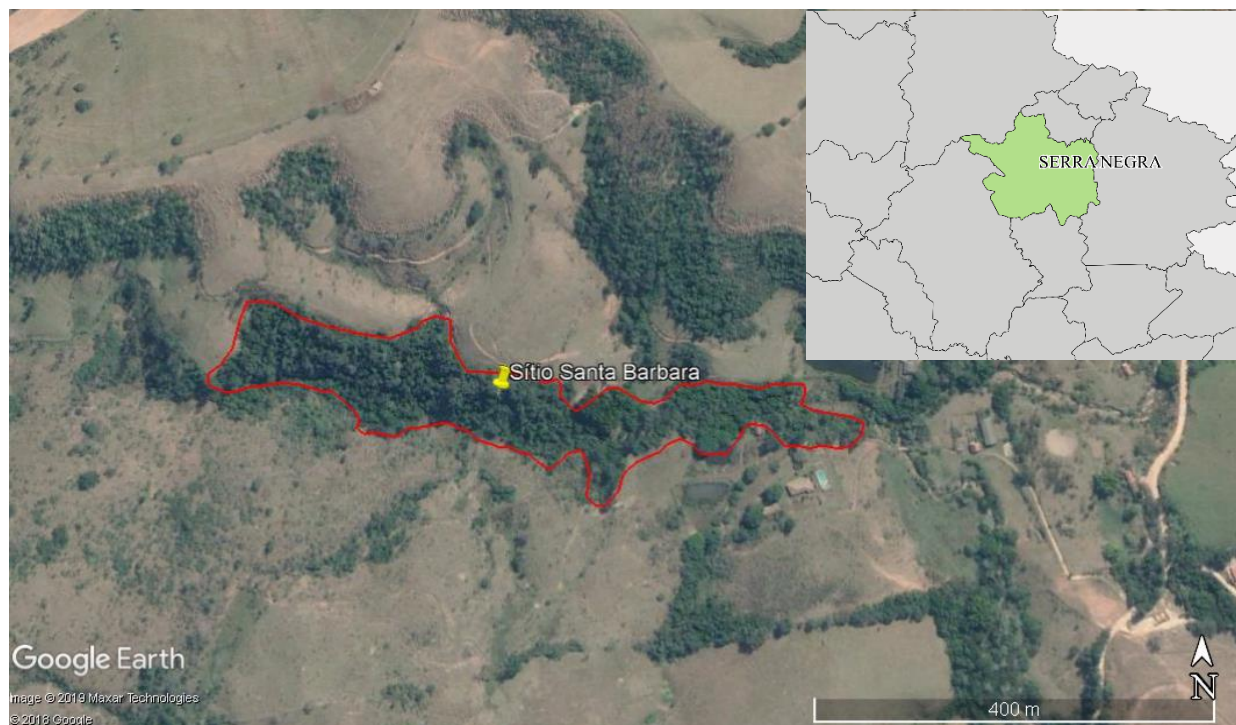 SERRA NEGRA
Sítio Santa Barbara
Google Earth
Image © 2019 Maxar Technologies
© 2018 Google
400 m
N